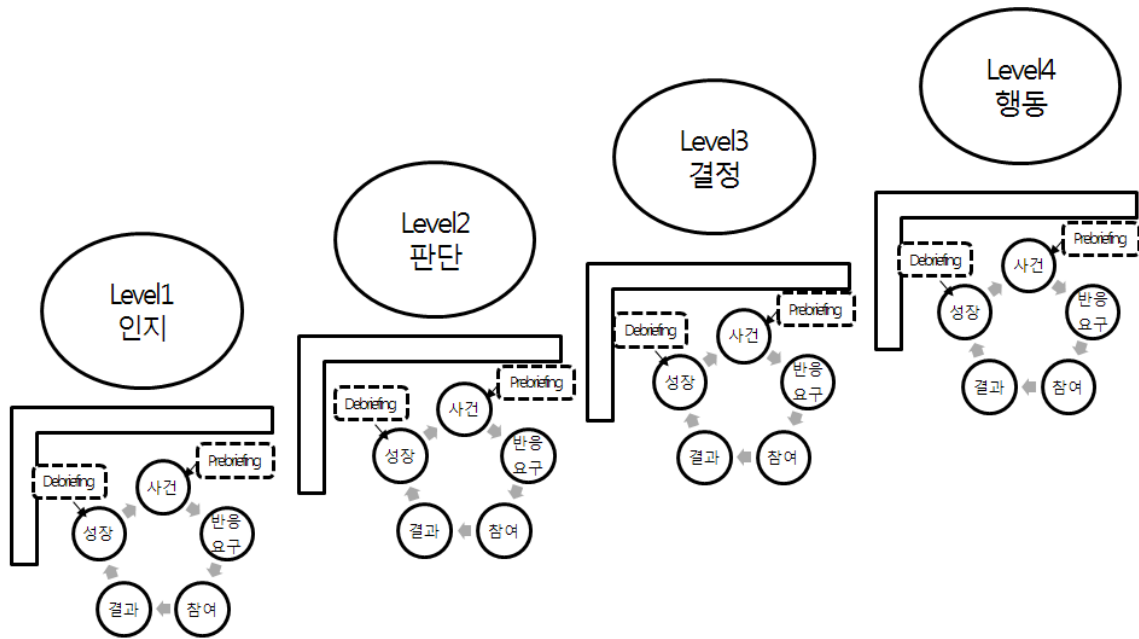 Level1
인지
Prebriefing
Debriefing
사건
성장
반응
요구
결과
참여
Level2
판단
Prebriefing
Debriefing
사건
성장
반응
요구
결과
참여
Level3
결정
Prebriefing
Debriefing
사건
성장
반응
요구
결과
참여
Level4
행동
Prebriefing
Debriefing
사건
성장
반응
요구
결과
참여